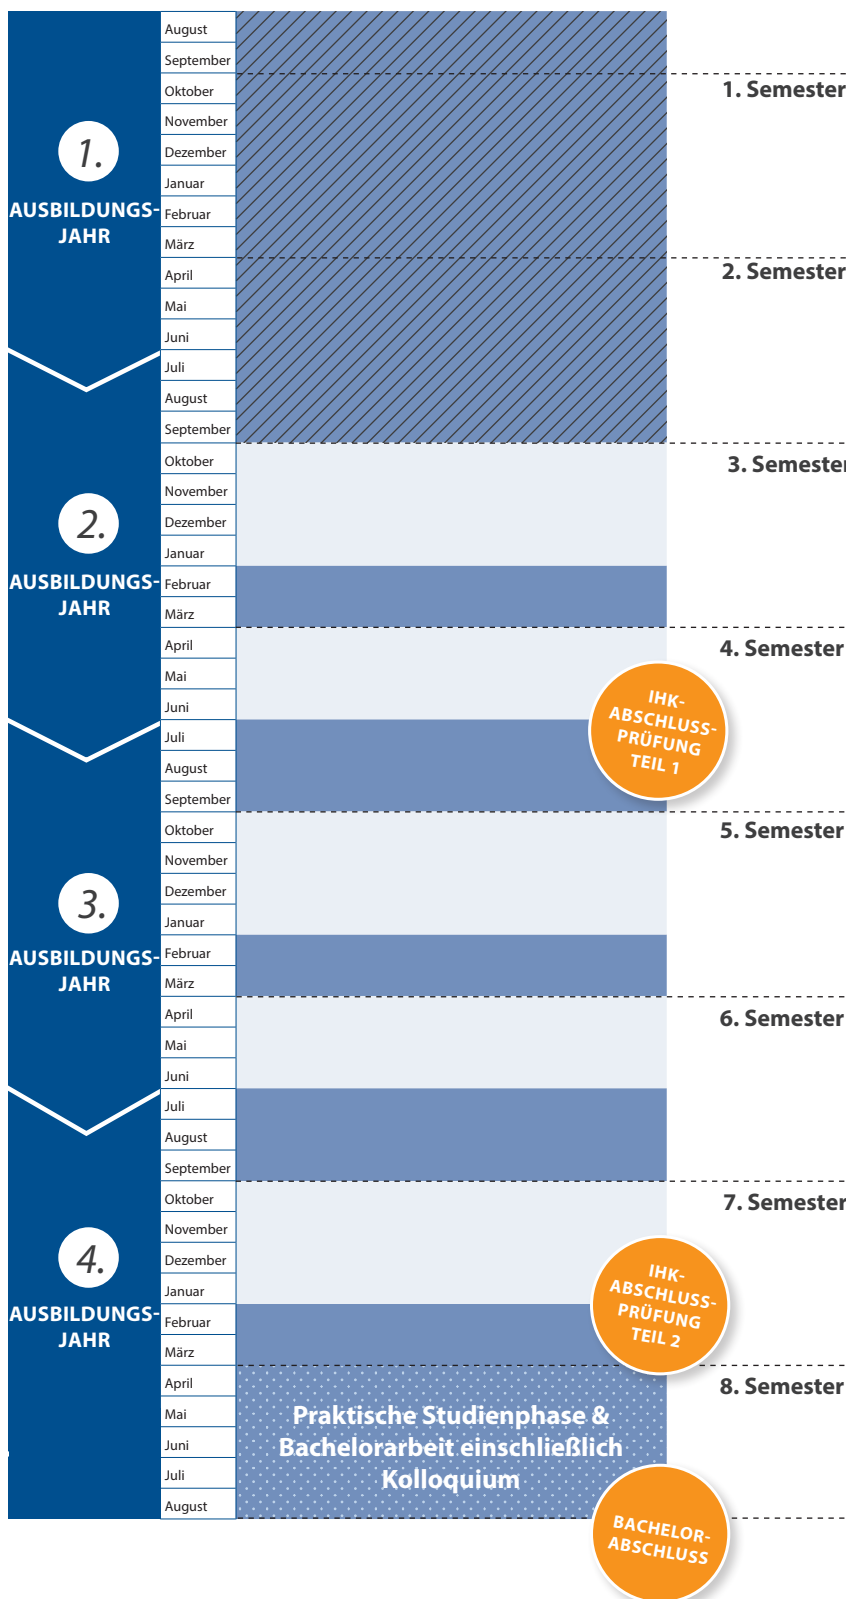 August
September
Oktober
1. Semester
November
Dezember
1.
Januar
AUSBILDUNGS-
JAHR
Februar
März
April
2. Semester
Mai
Juni
Juli
August
September
Oktober
3. Semester
November
2.
Dezember
Januar
AUSBILDUNGS-
JAHR
Februar
März
April
4. Semester
Mai
Juni
IHK-
ABSCHLUSS-
PRÜFUNG
TEIL 1
Juli
August
September
Oktober
5. Semester
November
Dezember
3.
Januar
AUSBILDUNGS-
JAHR
Februar
März
April
6. Semester
Mai
Juni
Juli
August
September
Oktober
7. Semester
November
Dezember
4.
Januar
IHK-
ABSCHLUSS-
PRÜFUNG
TEIL 2
AUSBILDUNGS-
JAHR
Februar
März
April
8. Semester
Mai
Juni
Juli
August
Praktische Studienphase &
Bachelorarbeit einschließlich
Kolloquium
BACHELOR-
ABSCHLUSS